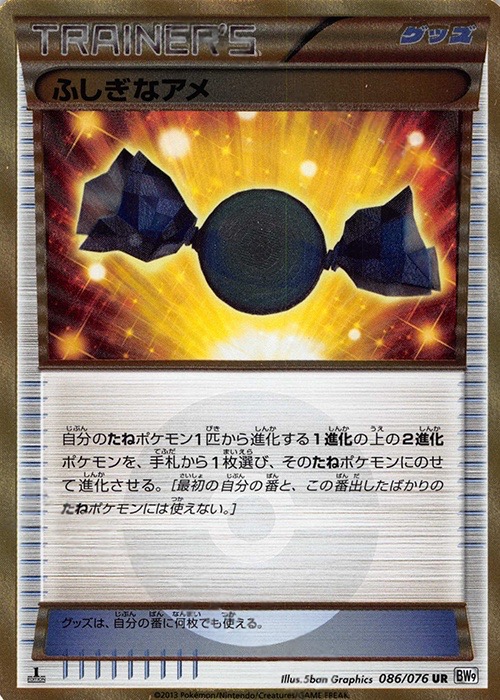 TRAINER'S
グッズ
ふしぎなアメ
自分のたねポケモン1匹から進化する1進化の上の2進化
ポケモンを、手札から1枚選び、そのたねポケモンにのせ
て進化させる。[最初の自分の番と、この番出したばかりの
たねポケモンには使えない。]
グッズは、自分の番に何枚でも使える。
1
Illus. 5ban Graphics 086/076 UR BW9
©2013 Pokémon/Nintendo/Creatures/GAME FREAK